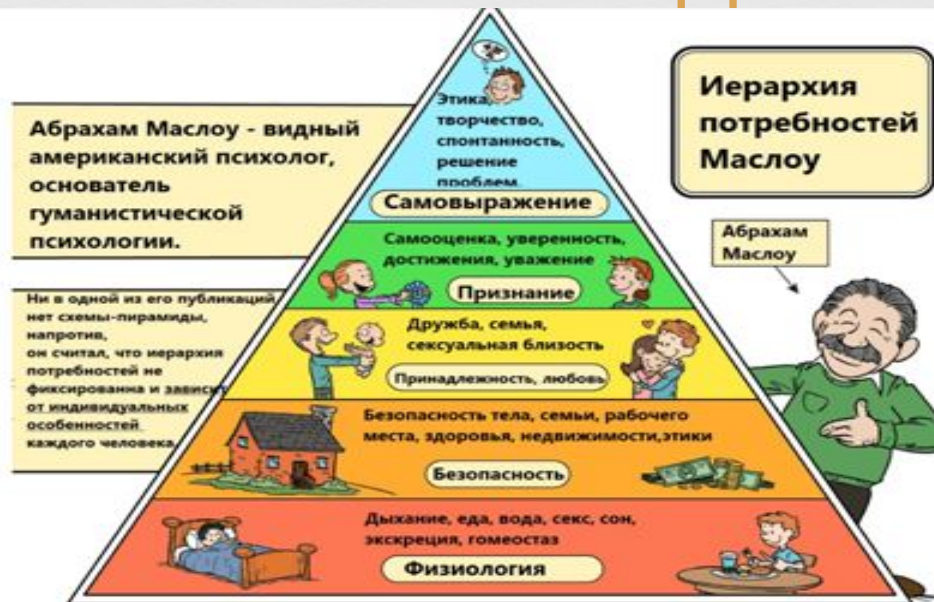 Иерархия
потребностей
Маслоу
Абрахам Маслоу - видный
американский психолог,
основатель
гуманистической
психологии.
Ни в одной из его публикаций
нет схемы-пирамиды,
напротив,
он считал, что иерархия
потребностей не
фиксированна и зависит
от индивидуальных
особенностей
каждого человека.
Этика,
творчество,
спонтанность,
решение
проблем.
Самовыражение
Самооценка, уверенность,
достижения, уважение
Признание
Дружба, семья,
сексуальная близость
Принадлежность, любовь
Безопасность тела, семьи, рабочего
места, здоровья, недвижимости,этики
Безопасность
Дыхание, еда, вода, секс, сон,
экскреция, гомеостаз
Физиология
Абрахам
Маслоу